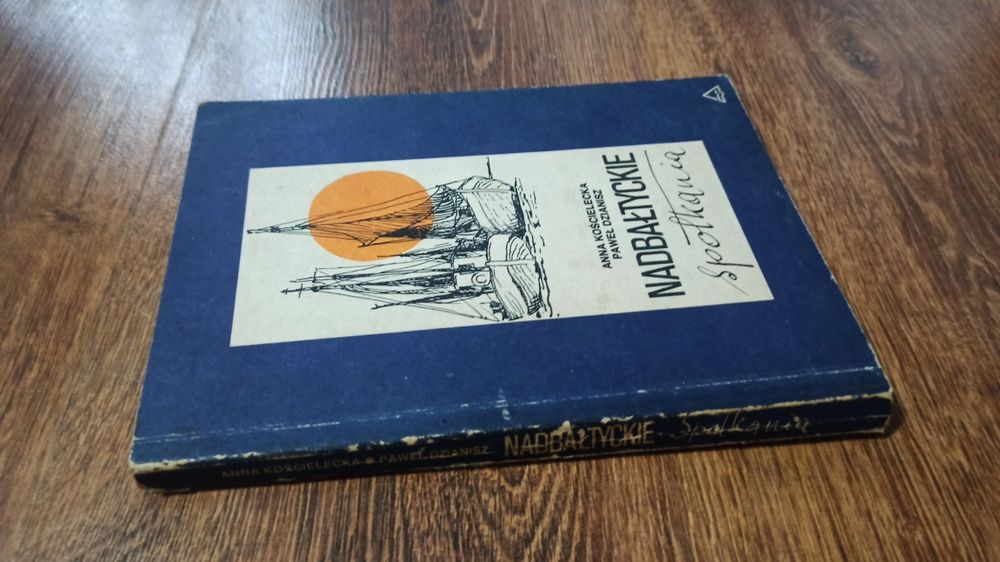 ANNA KOŚCIELECKA
PAWEŁ DZIANISZ
NADBAŁTYCKIE
spotkania
ANNA KOŚCIELECKA • PAWEŁ DZIANISZ NADBAŁTYCKIE Spotkania